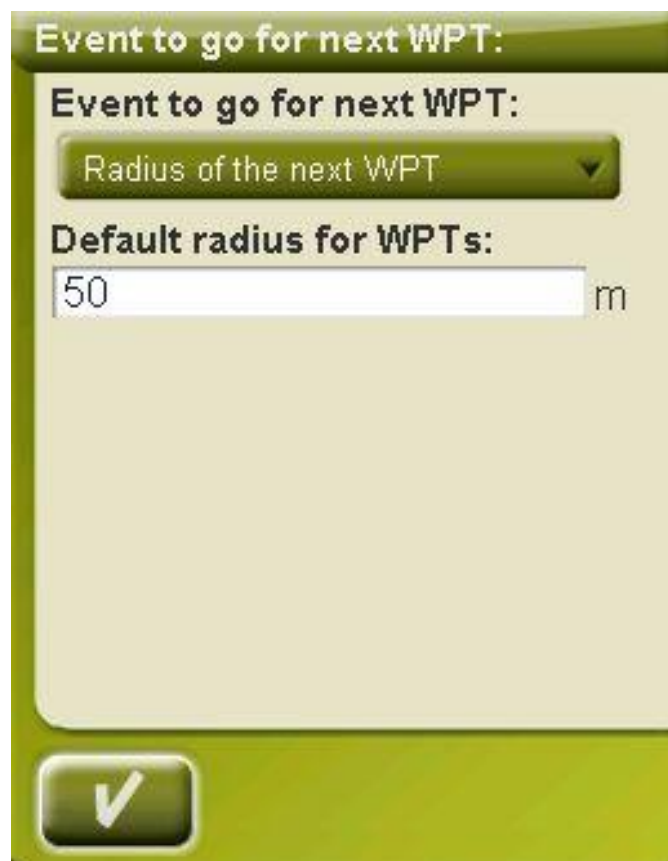 Event to go for next WPT:
Event to go for next WPT:
Radius of the next WPT
Default radius for WPTs:
50 m